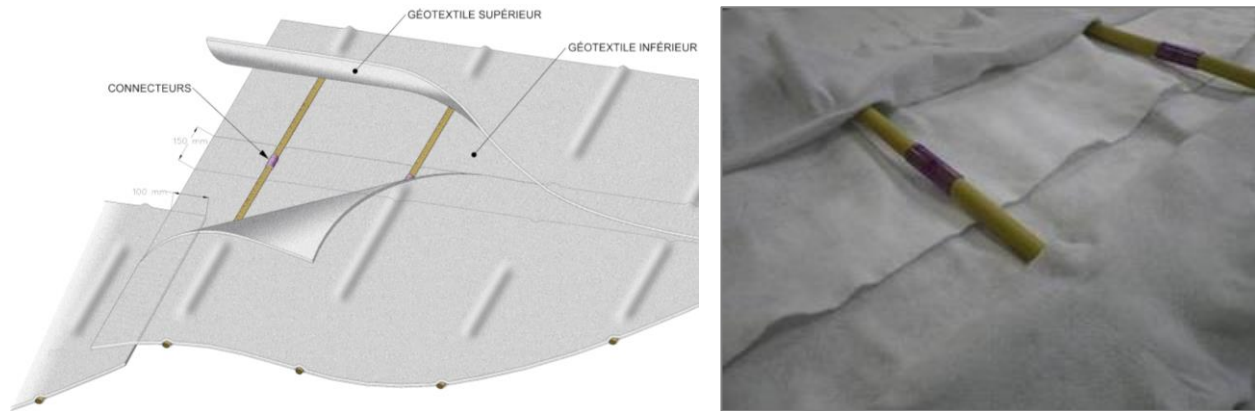 GÉOTEXTILE SUPÉRIEUR
GÉOTEXTILE INFÉRIEUR
CONNECTEURS
150 mm
100 mm